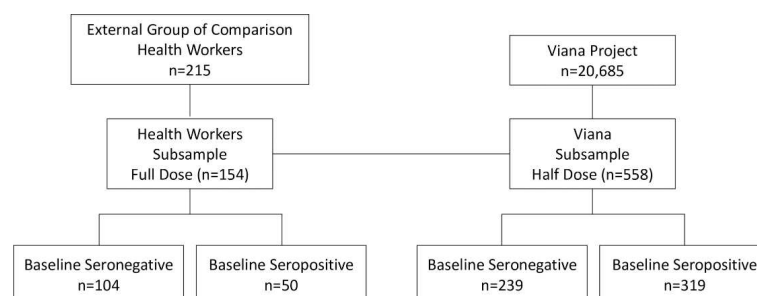 External Group of Comparison
Health Workers
n=215
Viana Project
n=20,685
Health Workers
Subsample
Full Dose (n=154)
Viana
Subsample
Half Dose (n=558)
Baseline Seronegative
n=104
Baseline Seropositive
n=50
Baseline Seronegative
n=239
Baseline Seropositive
n=319